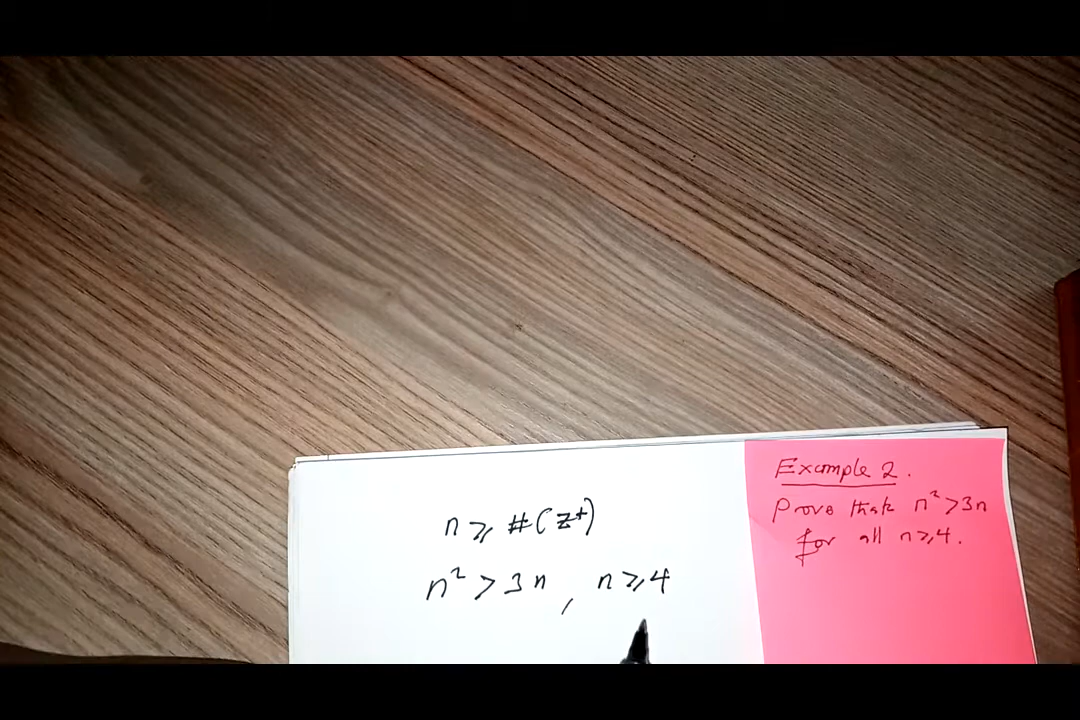 n ⩾ #(z+)
n² > 3n , n ⩾ 4
Example 2.
Prove that n² > 3n
for all n ⩾ 4.